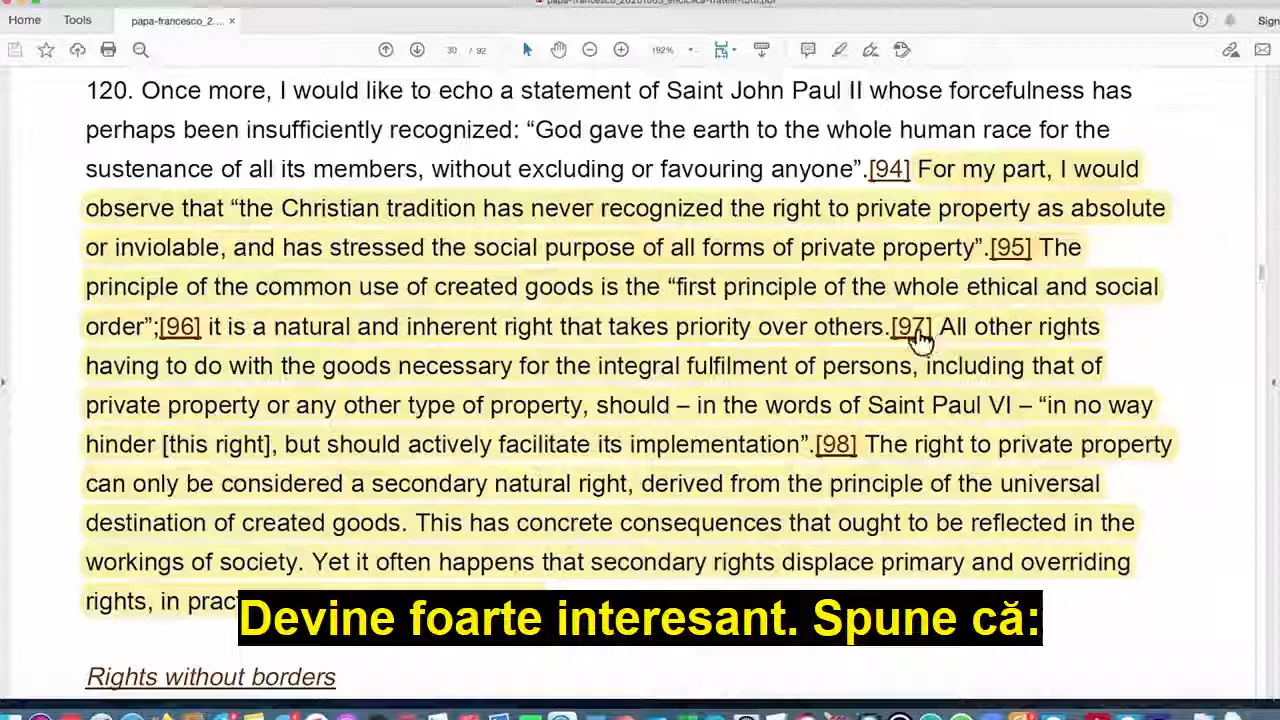 papa-francesco_20201003_enciclica-fratelli-tutti.pdf
Home Tools papa-francesco_2.... × Sign
30 / 92 192%
120. Once more, I would like to echo a statement of Saint John Paul II whose forcefulness has
perhaps been insufficiently recognized: “God gave the earth to the whole human race for the
sustenance of all its members, without excluding or favouring anyone”.[94] For my part, I would
observe that “the Christian tradition has never recognized the right to private property as absolute
or inviolable, and has stressed the social purpose of all forms of private property”.[95] The
principle of the common use of created goods is the “first principle of the whole ethical and social
order”;[96] it is a natural and inherent right that takes priority over others.[97] All other rights
having to do with the goods necessary for the integral fulfilment of persons, including that of
private property or any other type of property, should – in the words of Saint Paul VI – “in no way
hinder [this right], but should actively facilitate its implementation”.[98] The right to private property
can only be considered a secondary natural right, derived from the principle of the universal
destination of created goods. This has concrete consequences that ought to be reflected in the
workings of society. Yet it often happens that secondary rights displace primary and overriding
rights, in
Devine foarte interesant. Spune că:
Rights without borders